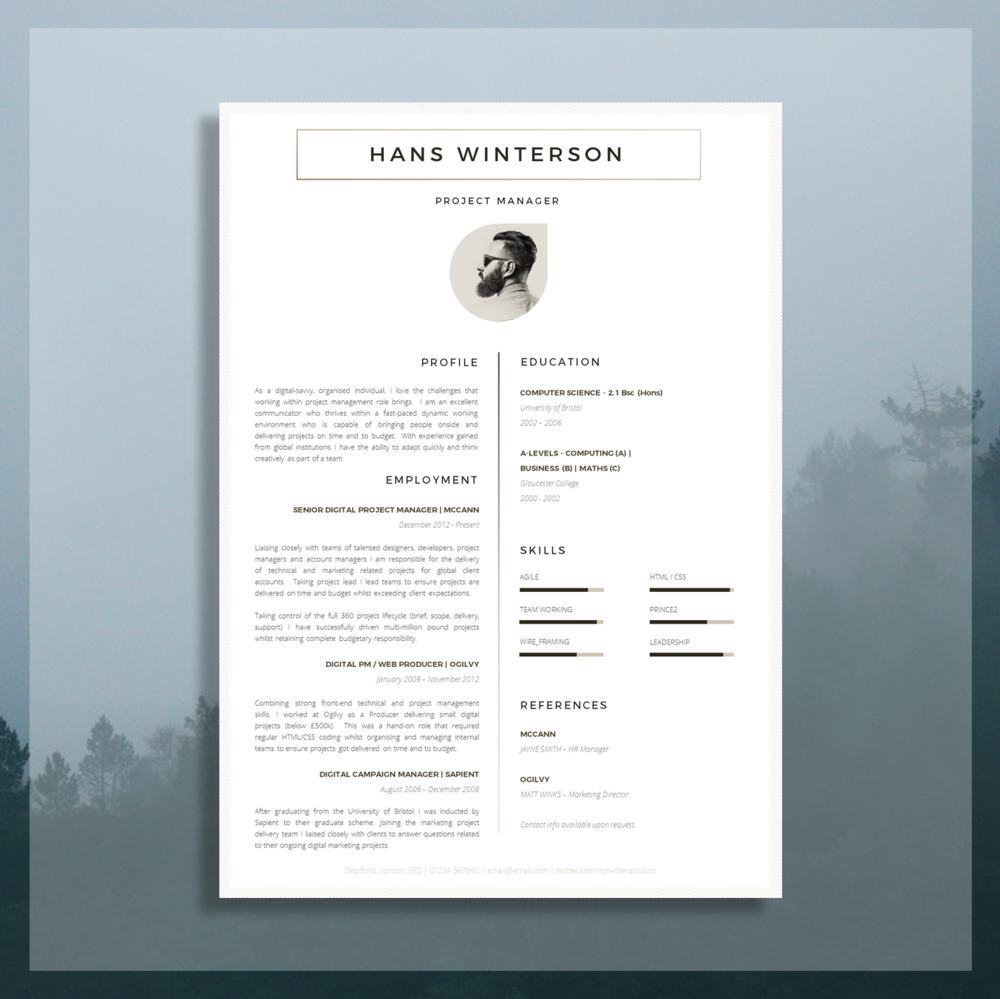 HANS WINTERSON
PROJECT MANAGER
PROFILE
As a digital-savvy, organised individual, I love the challenges that
working within project management role brings. I am an excellent
communicator who thrives within a fast-paced dynamic working
environment who is capable of bringing people onside and
delivering projects on time and to budget. With experience gained
from global institutions I have the ability to adapt quickly and think
creatively as part of a team.
EMPLOYMENT
SENIOR DIGITAL PROJECT MANAGER | MCCANN
December 2012 - Present
Liaising closely with teams of talented designers, developers, project
managers and account managers I am responsible for the delivery
of technical and marketing related projects for global client
accounts. Taking project lead I lead teams to ensure projects are
delivered on time and budget whilst exceeding client expectations.
Taking control of the full 360 project lifecycle (brief, scope, delivery,
support) I have successfully driven multi-million pound projects
whilst retaining complete budgetary responsibility.
DIGITAL PM / WEB PRODUCER | OGILVY
January 2009 – November 2012
Combining strong front-end technical and project management
skills, I worked at Ogilvy as a Producer delivering small digital
projects (below £500k). This was a hand-on role that required
regular HTML/CSS coding whilst organising and managing internal
teams to ensure projects got delivered on time and to budget.
DIGITAL CAMPAIGN MANAGER | SAPIENT
August 2006 – December 2008
After graduating from the University of Bristol I was inducted by
Sapient to their graduate scheme. Joining the marketing project
delivery team I liaised closely with clients to answer questions related
to their ongoing digital marketing projects.
EDUCATION
COMPUTER SCIENCE - 2.1 Bsc (Hons)
University of Bristol
2002 – 2006
A-LEVELS - COMPUTING (A) |
BUSINESS (B) | MATHS (C)
Gloucester College
2000 - 2002
SKILLS
AGILE
HTML / CSS
TEAM WORKING
PRINCE2
WIRE_FRAMING
LEADERSHIP
REFERENCES
MCCANN
JAYNE SMITH – HR Manager
OGILVY
MATT WINKS – Marketing Director
Contact info available upon request.
Deptford, London, SE2 | 01234 567890 | email@email.com | twitter.com/mytwitteraccount